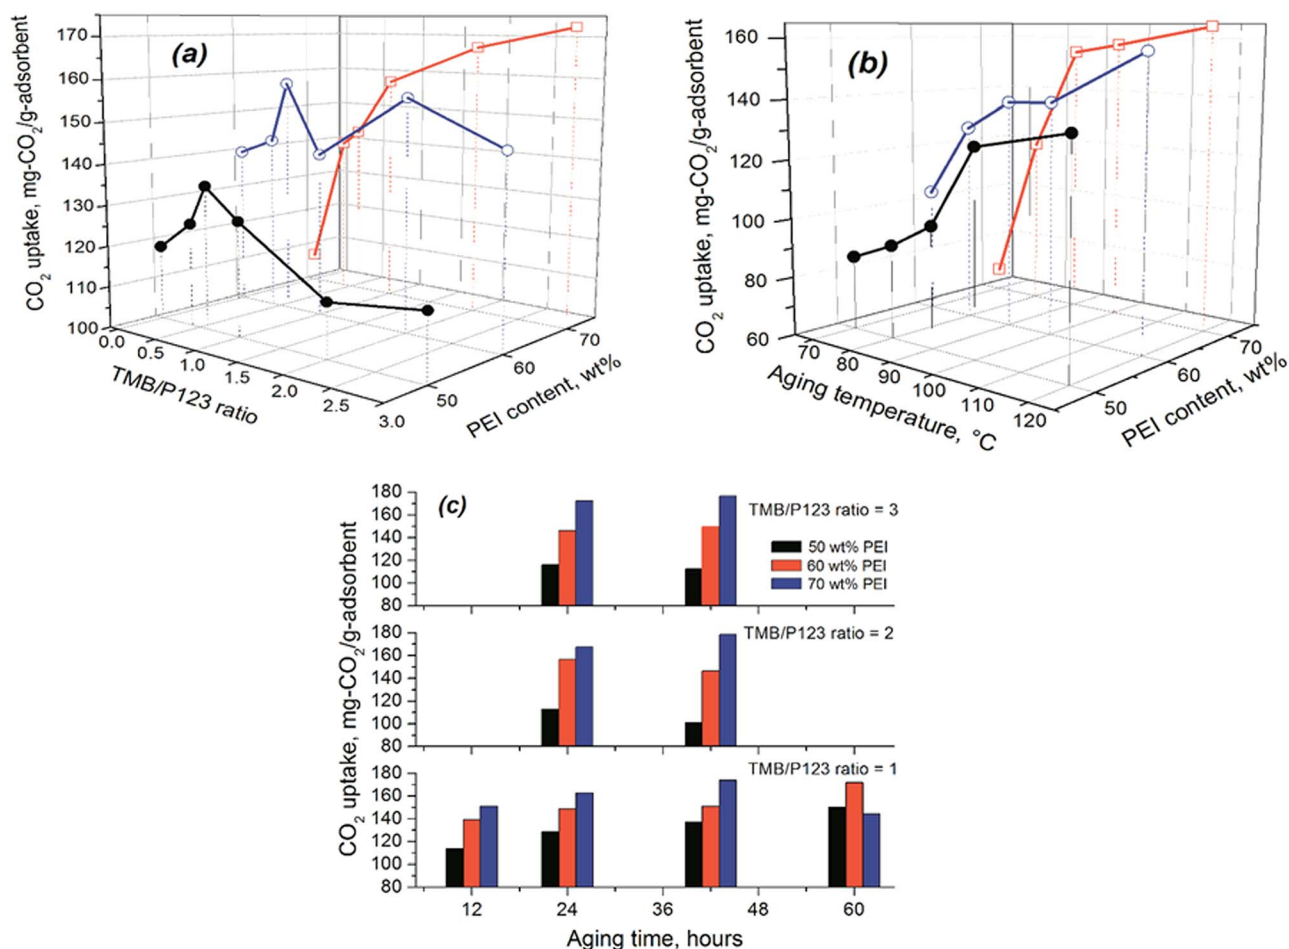 (a)
CO2 uptake, mg-CO2/g-adsorbent
170
160
150
140
130
120
110
100
0.0
0.5
1.0
1.5
2.0
2.5
3.0
TMB/P123 ratio
50
60
70
PEI content, wt%
(b)
CO2 uptake, mg-CO2/g-adsorbent
160
140
120
100
80
60
70
80
90
100
110
120
Aging temperature, °C
50
60
70
PEI content, wt%
(c)
CO2 uptake, mg-CO2/g-adsorbent
180
160
140
120
100
80
TMB/P123 ratio = 3
50 wt% PEI
60 wt% PEI
70 wt% PEI
180
160
140
120
100
80
TMB/P123 ratio = 2
180
160
140
120
100
80
TMB/P123 ratio = 1
12 24 36 48 60
Aging time, hours